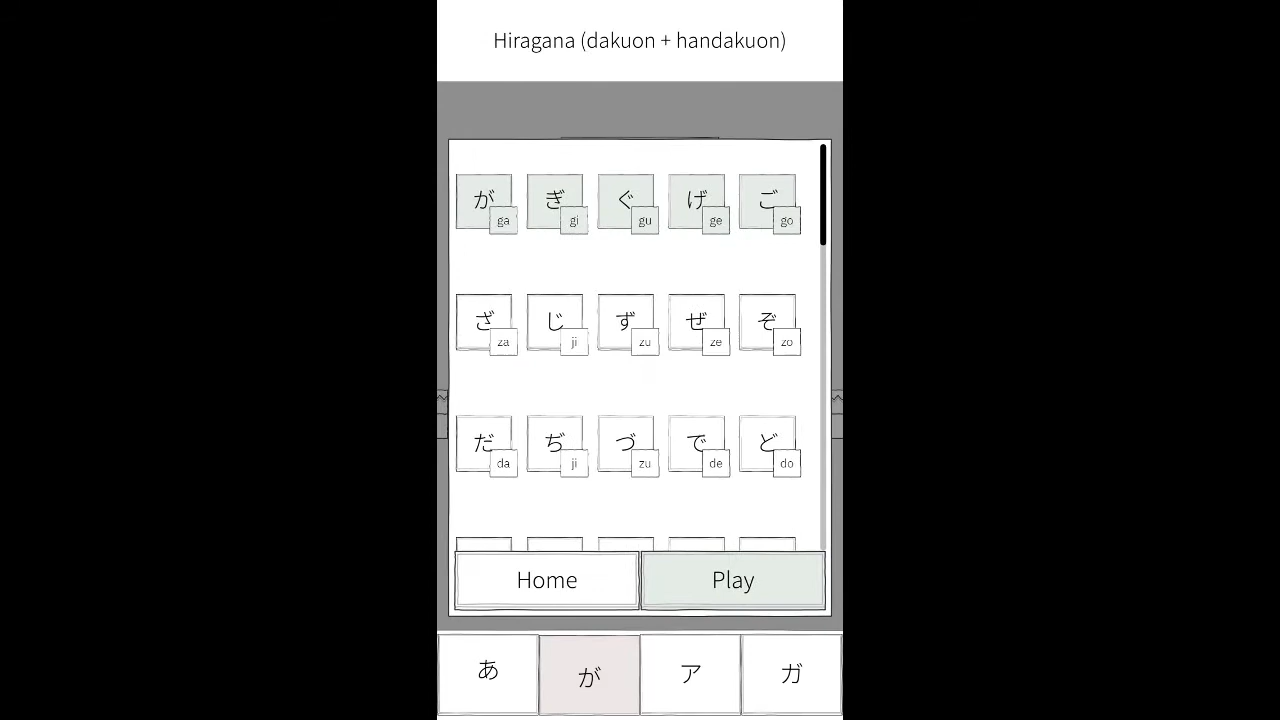 Hiragana (dakuon + handakuon)
が ぎ ぐ げ ご
ga gi gu ge go
ざ じ ず ぜ ぞ
za ji zu ze zo
だ ぢ づ で ど
da ji zu de do
Home Play
あ が ア ガ